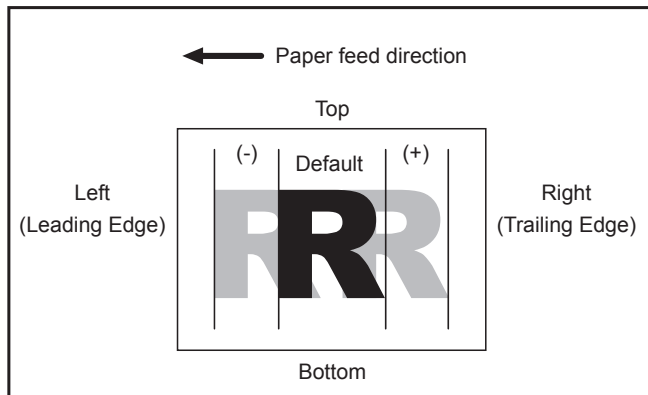 Paper feed direction
Top
(-)
Default
(+)
Left
(Leading Edge)
RRR
Right
(Trailing Edge)
Bottom